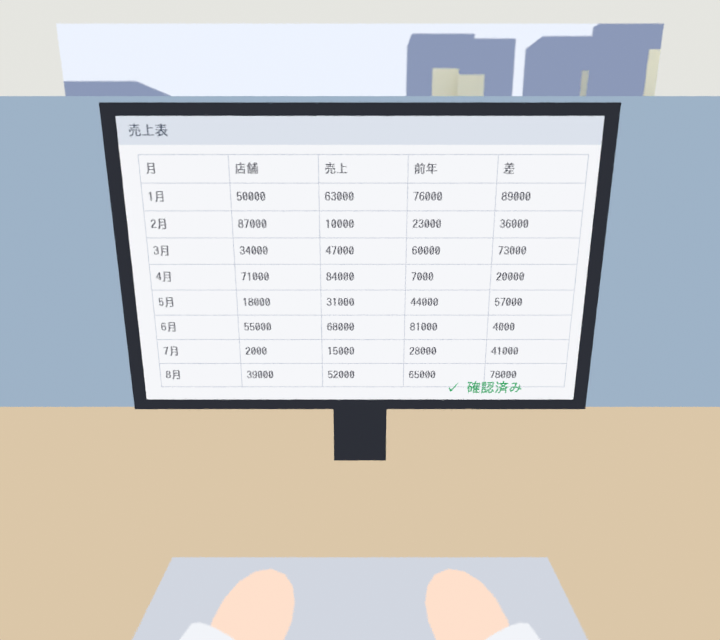 売上表
月 店舗 売上 前年 差
1月 50000 63000 76000 89000
2月 87000 10000 23000 36000
3月 34000 47000 60000 73000
4月 71000 84000 7000 20000
5月 18000 31000 44000 57000
6月 55000 68000 81000 4000
7月 2000 15000 28000 41000
8月 39000 52000 65000 78000
✓ 確認済み